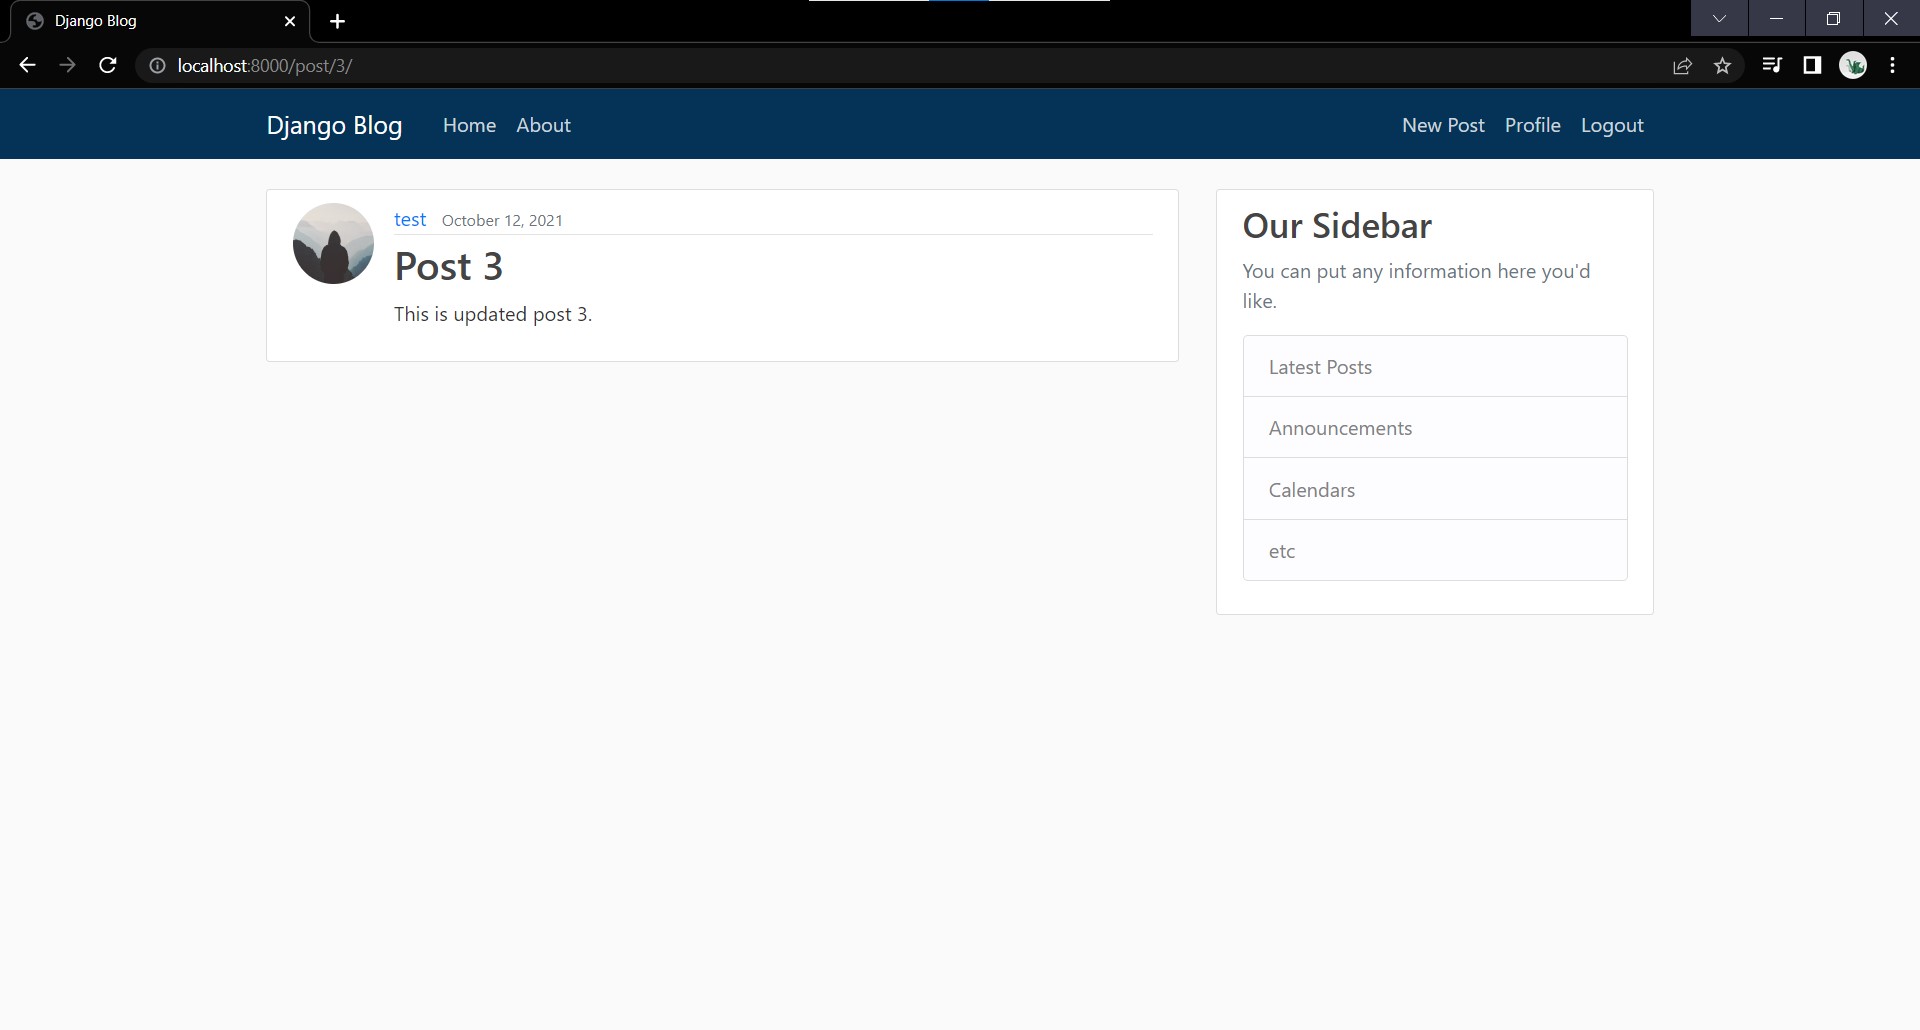 Django Blog
localhost:8000/post/3/
Django Blog Home About New Post Profile Logout
test October 12, 2021
Post 3
This is updated post 3.
Our Sidebar
You can put any information here you'd
like.
Latest Posts
Announcements
Calendars
etc